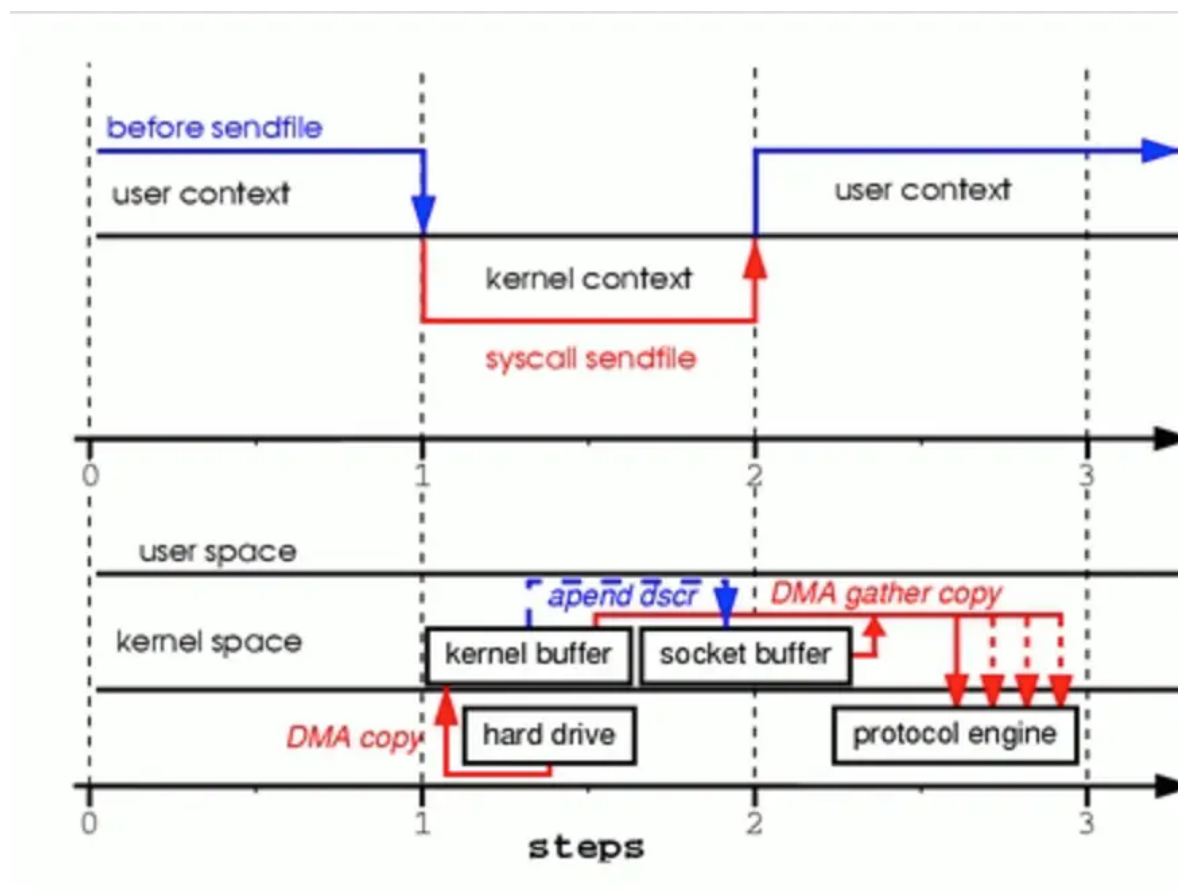 before sendfile
user context
user context
kernel context
syscall sendfile
0 1 2 3
user space
apend dscr
DMA gather copy
kernel space
kernel buffer
socket buffer
DMA copy
hard drive
protocol engine
0 1 2 3
steps